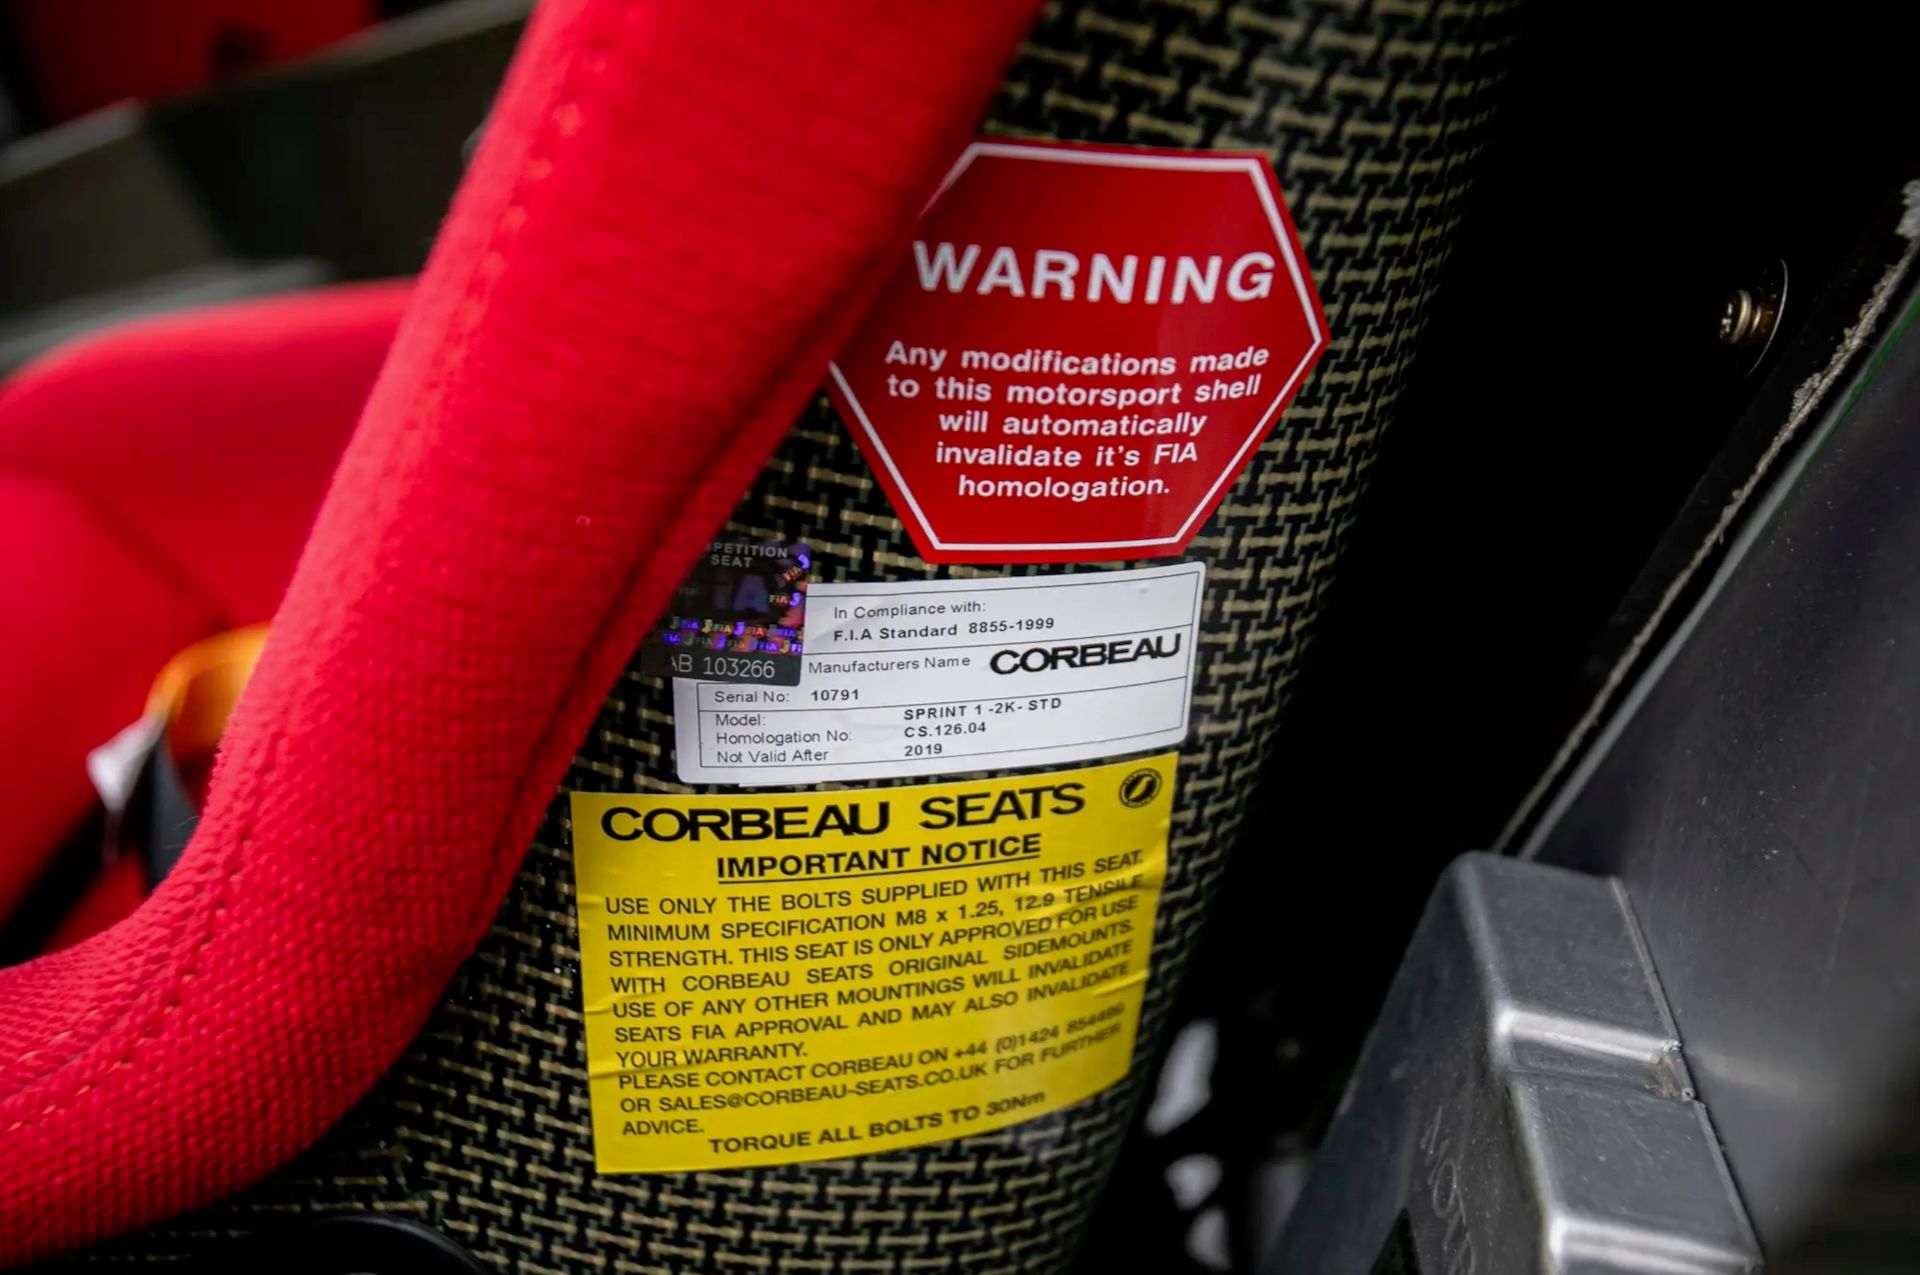 WARNING
Any modifications made
to this motorsport shell
will automatically
invalidate it's FIA
homologation.
SEAT
FIA
AB 103266
In Compliance with:
F.I.A Standard 8855-1999
Manufacturers Name CORBEAU
Serial No: 10791
Model: SPRINT 1 -2K- STD
Homologation No: CS.126.04
Not Valid After 2019
CORBEAU SEATS
IMPORTANT NOTICE
USE ONLY THE BOLTS SUPPLIED WITH THIS SEAT.
MINIMUM SPECIFICATION M8 x 1.25, 12.9 TENSILE
STRENGTH. THIS SEAT IS ONLY APPROVED FOR USE
WITH CORBEAU SEATS ORIGINAL SIDEMOUNTS.
USE OF ANY OTHER MOUNTINGS WILL INVALIDATE
SEATS FIA APPROVAL AND MAY ALSO INVALIDATE
YOUR WARRANTY.
PLEASE CONTACT CORBEAU ON +44 (0)1424 854499
OR SALES@CORBEAU-SEATS.CO.UK FOR FURTHER
ADVICE.
TORQUE ALL BOLTS TO 30Nm